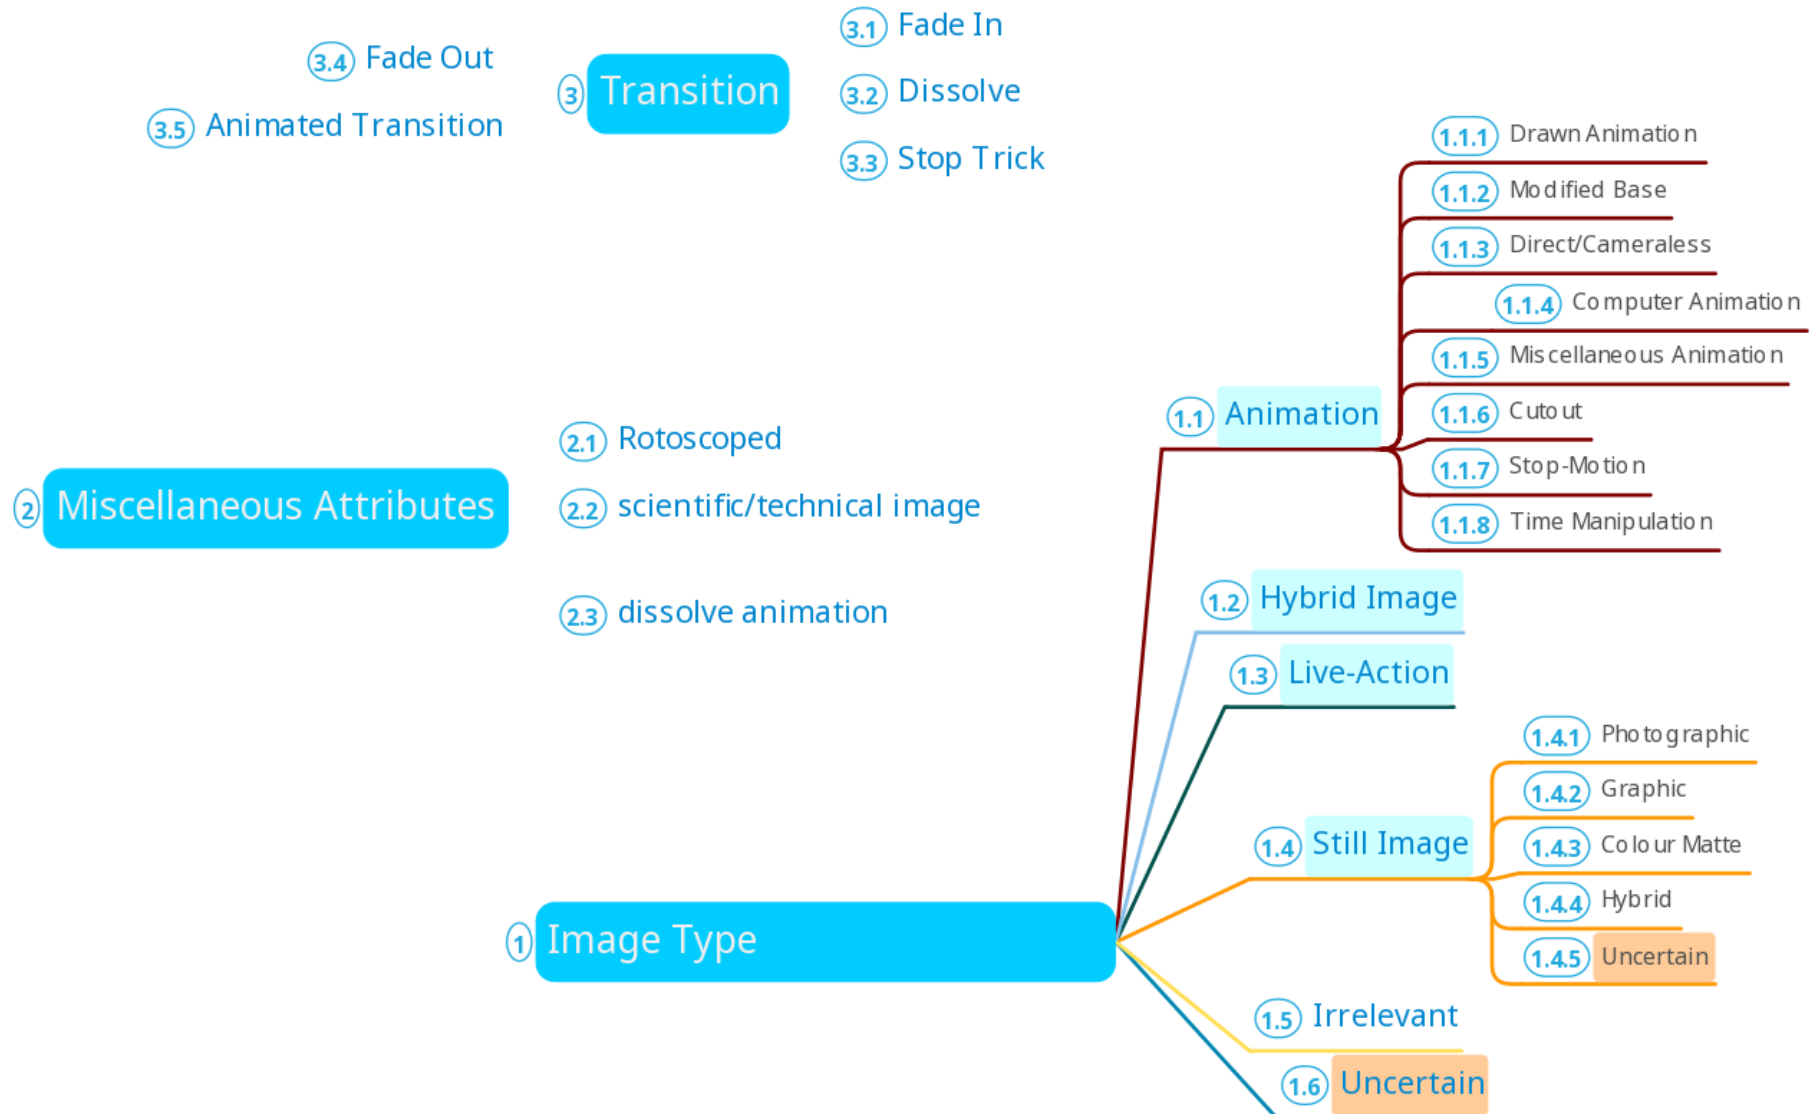 3.4 Fade Out
3.5 Animated Transition
3 Transition
3.1 Fade In
3.2 Dissolve
3.3 Stop Trick
2 Miscellaneous Attributes
2.1 Rotoscoped
2.2 scientific/technical image
2.3 dissolve animation
1 Image Type
1.1 Animation
1.1.1 Drawn Animation
1.1.2 Modified Base
1.1.3 Direct/Cameraless
1.1.4 Computer Animation
1.1.5 Miscellaneous Animation
1.1.6 Cutout
1.1.7 Stop-Motion
1.1.8 Time Manipulation
1.2 Hybrid Image
1.3 Live-Action
1.4 Still Image
1.4.1 Photographic
1.4.2 Graphic
1.4.3 Colour Matte
1.4.4 Hybrid
1.4.5 Uncertain
1.5 Irrelevant
1.6 Uncertain